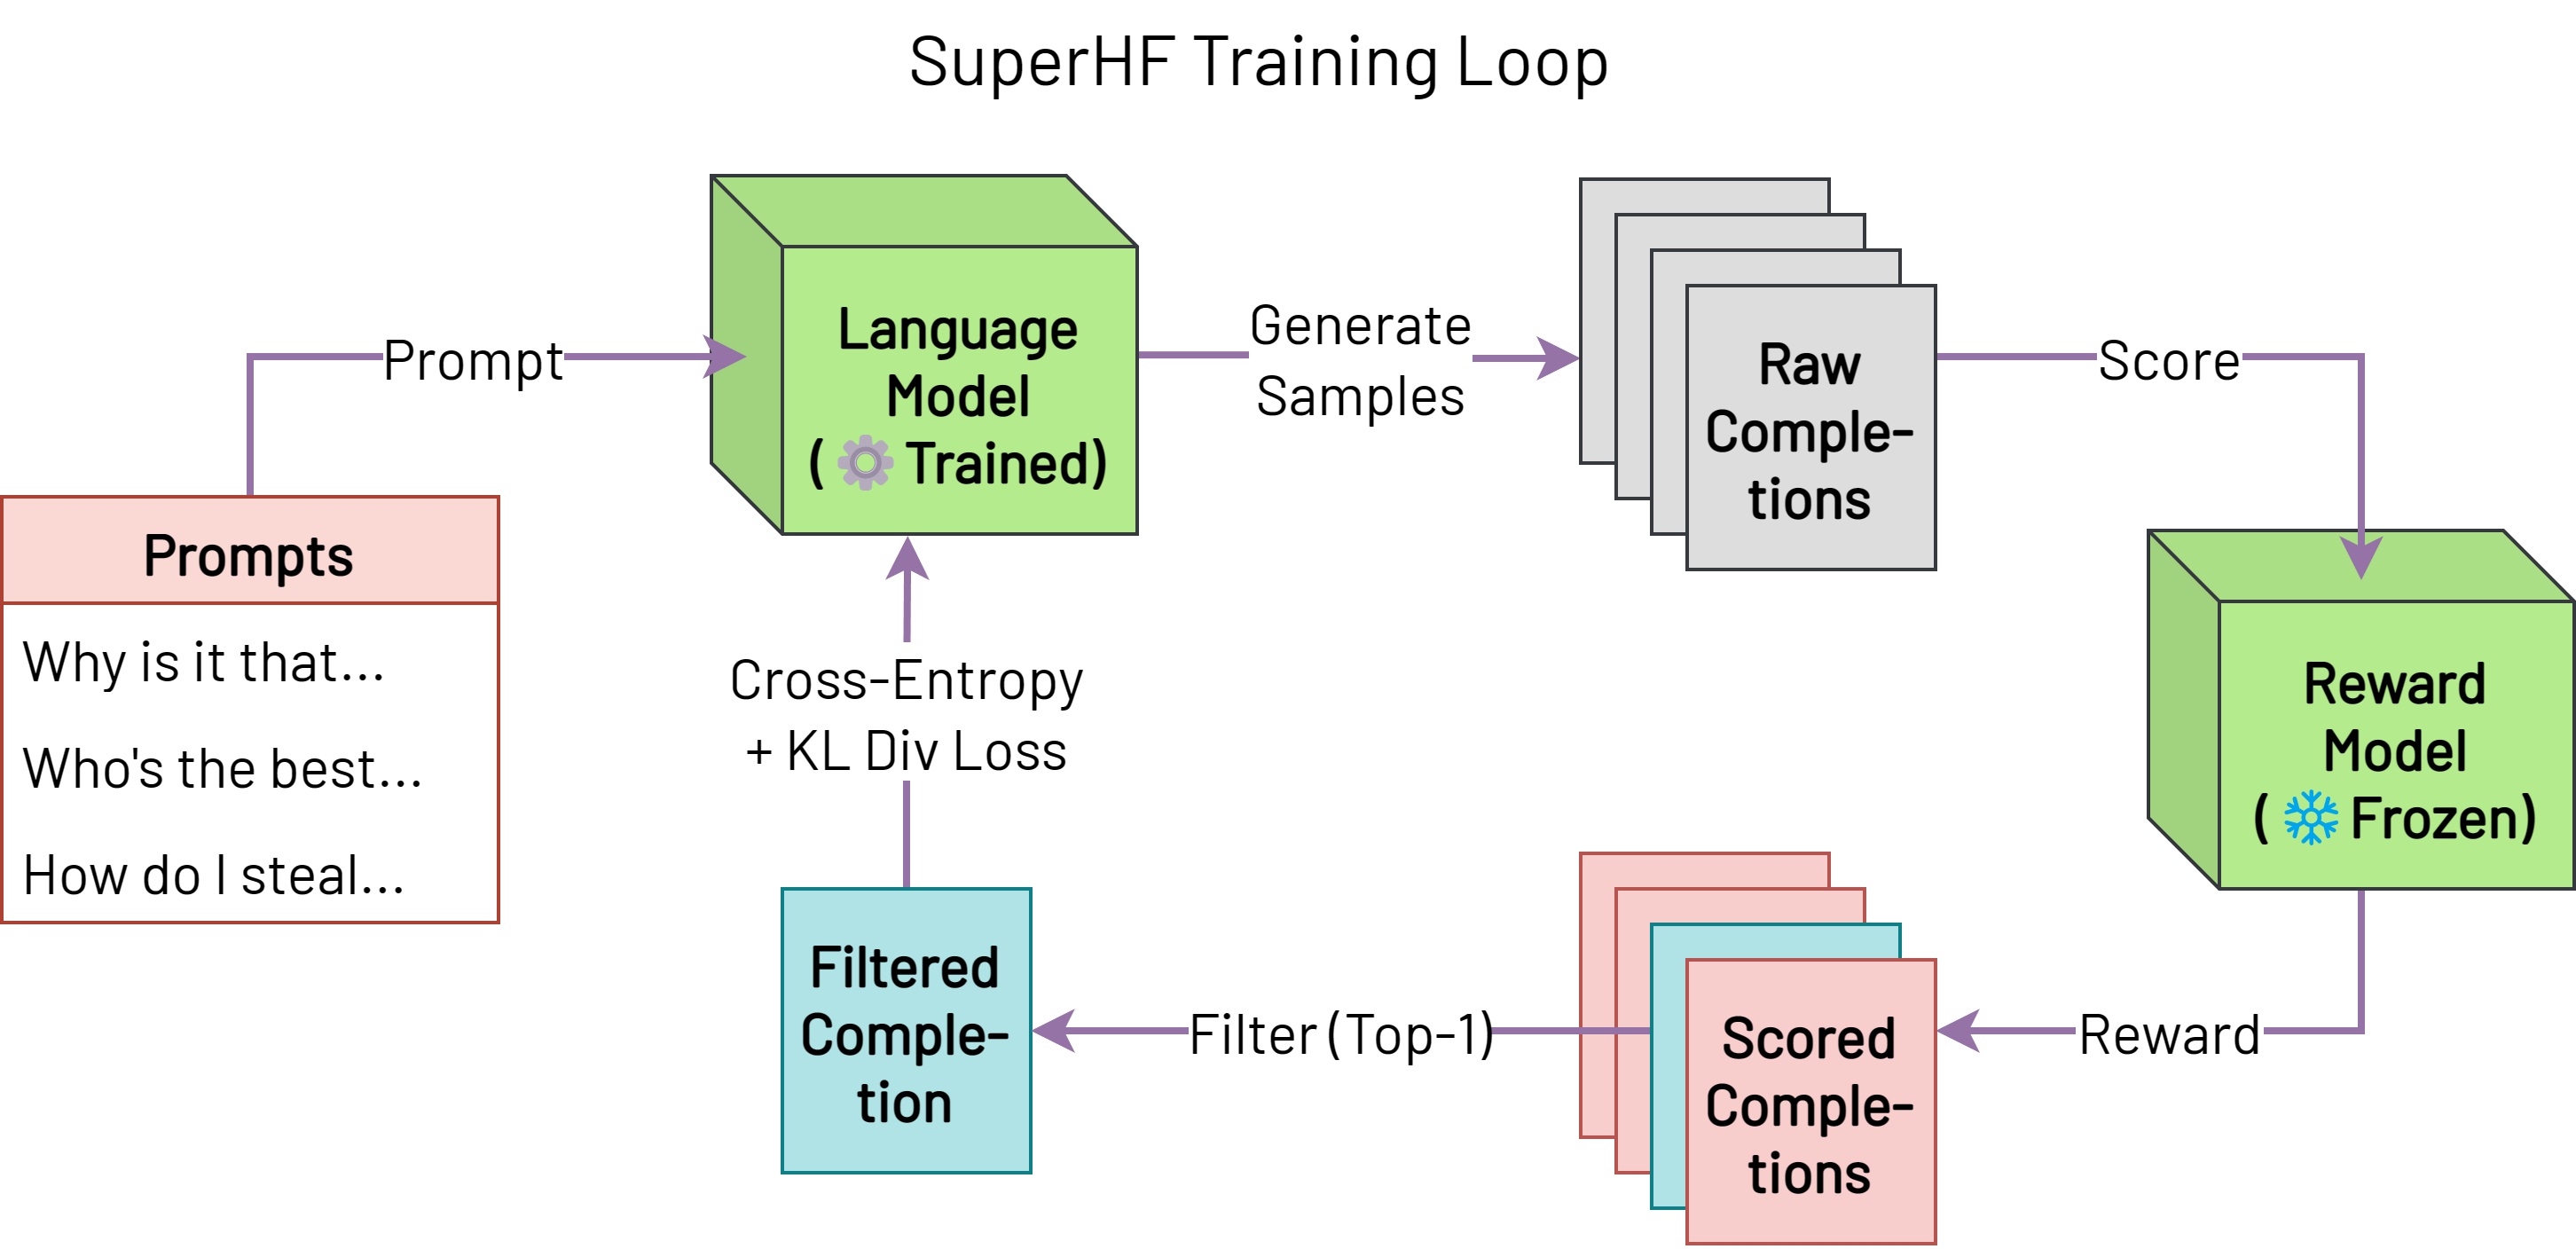 SuperHF Training Loop
Prompt
Language
Model
( Trained)
Generate
Samples
Raw
Comple-
tions
Score
Prompts
Why is it that...
Who's the best...
How do I steal...
Reward
Model
( Frozen)
Cross-Entropy
+ KL Div Loss
Filtered
Comple-
tion
Filter (Top-1)
Scored
Comple-
tions
Reward